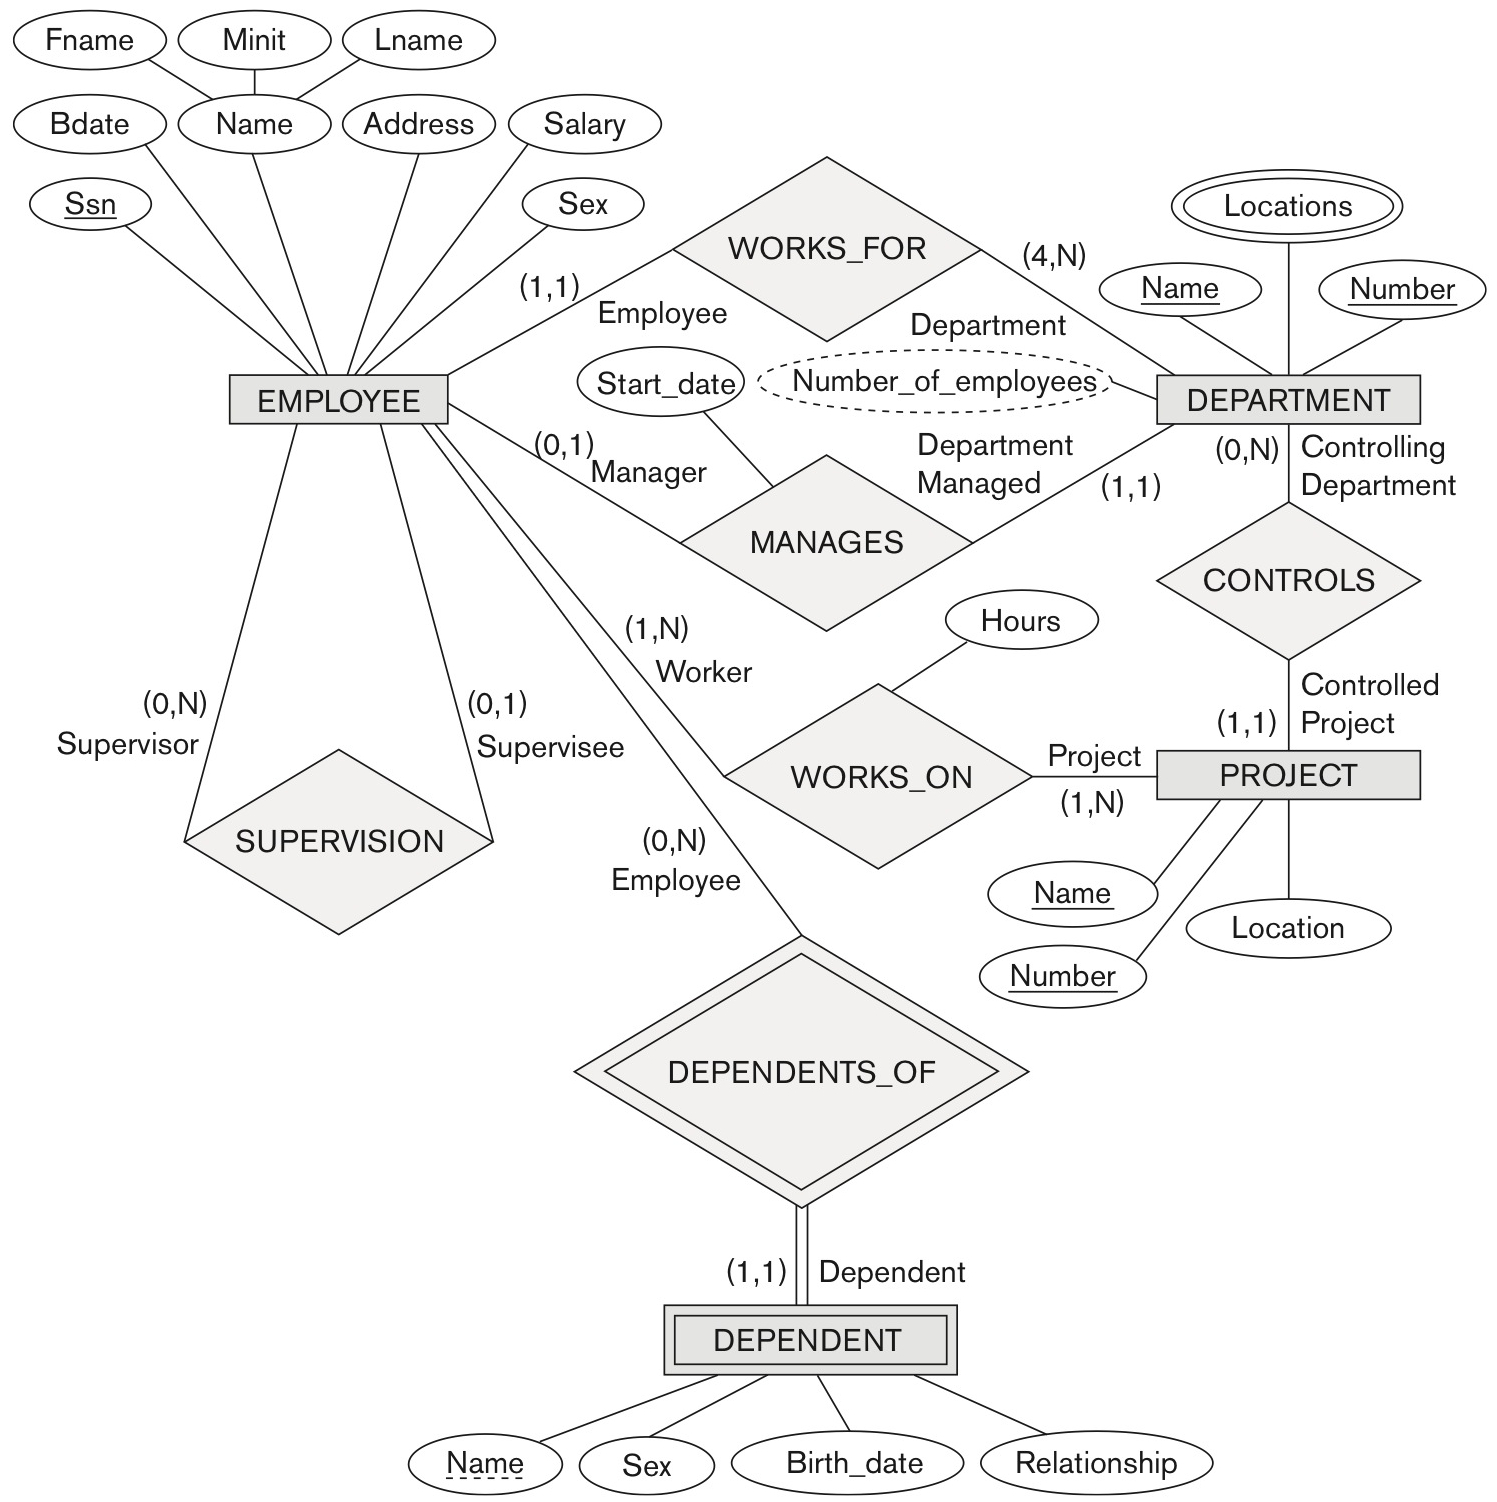 Fname
Minit
Lname
Bdate
Name
Address
Salary
Ssn
Sex
WORKS_FOR
(4,N)
Locations
Name
Number
(1,1)
Employee
Department
Start_date
Number_of_employees
EMPLOYEE
DEPARTMENT
(0,1)
Manager
Department
Managed
(1,1)
(0,N)
Controlling
Department
MANAGES
CONTROLS
Hours
(1,N)
Worker
(0,N)
Supervisor
(0,1)
Supervisee
Controlled
Project
(1,1)
Project
(1,N)
WORKS_ON
PROJECT
SUPERVISION
(0,N)
Employee
Name
Location
Number
DEPENDENTS_OF
(1,1)
Dependent
DEPENDENT
Name
Sex
Birth_date
Relationship